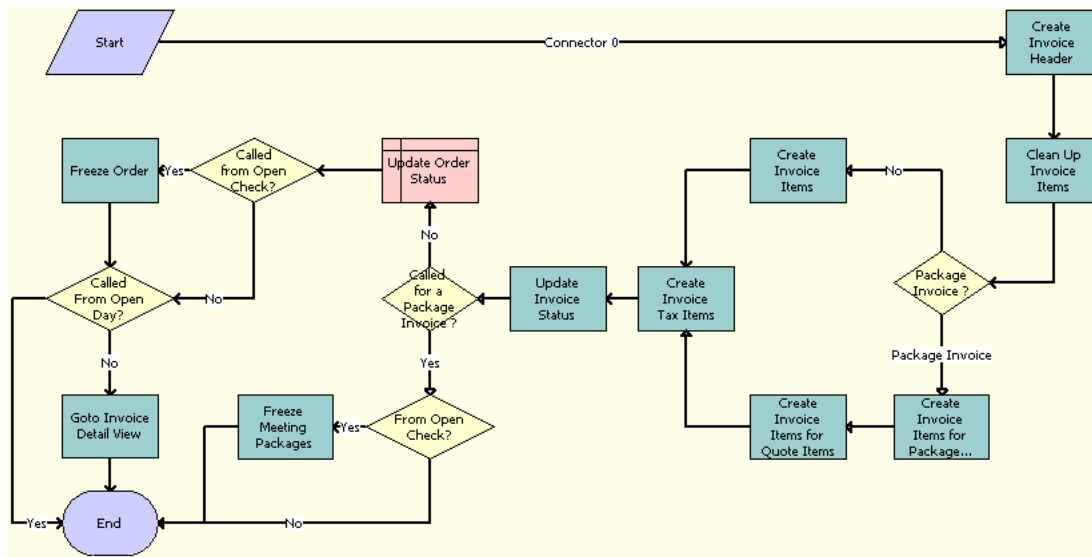 Start
Connector 0
Create
Invoice
Header
Freeze Order
Yes
Called
from Open
Check?
Update Order
Status
Create
Invoice
Items
No
Clean Up
Invoice
Items
No
Called
From Open
Day?
No
Called
for a
Package
Invoice ?
Update
Invoice
Status
Create
Invoice
Tax Items
Package
Invoice ?
No
Yes
Package Invoice
Goto Invoice
Detail View
Freeze
Meeting
Packages
Yes
From Open
Check?
Create
Invoice
Items for
Quote Items
Create
Invoice
Items for
Package...
Yes
End
No